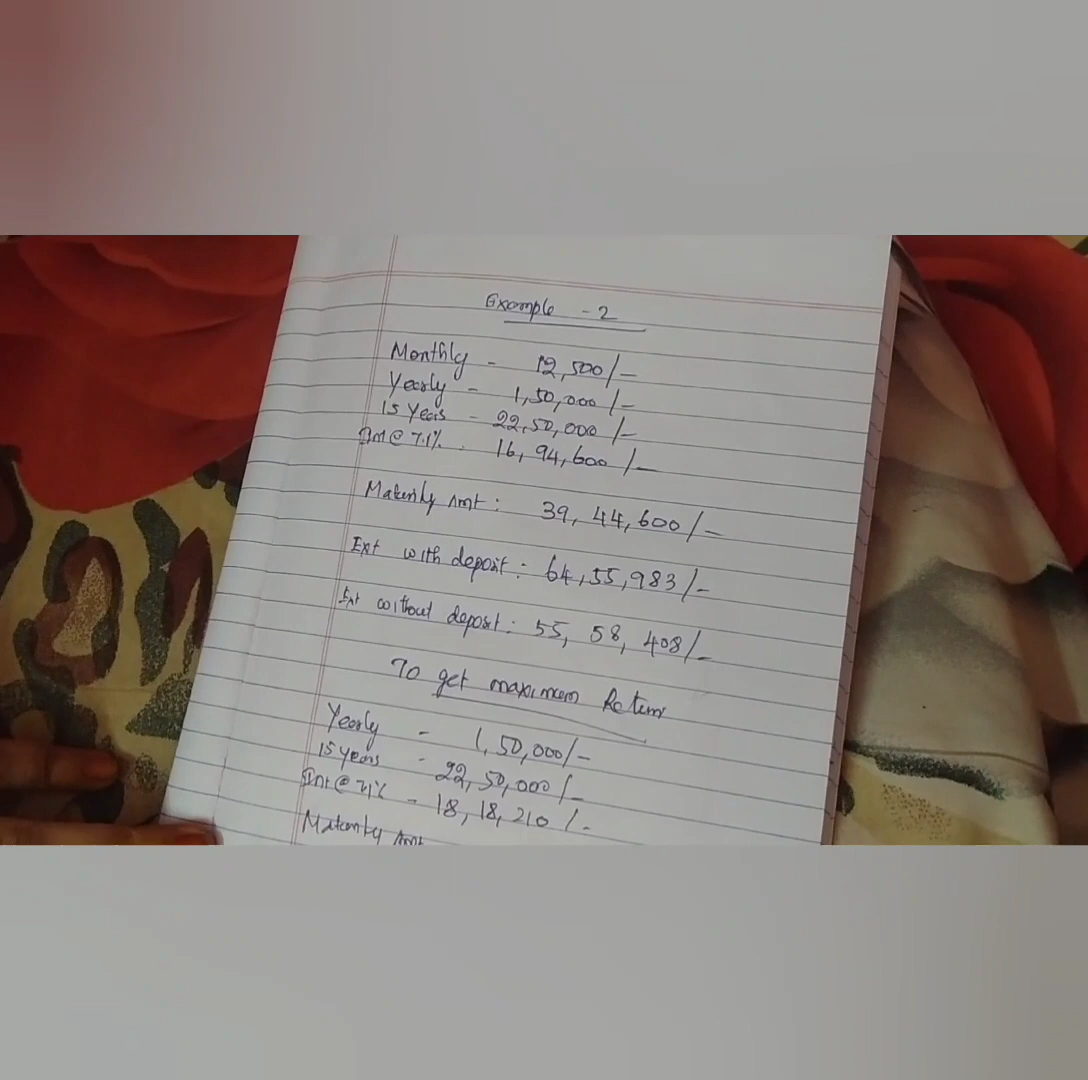 Example - 2
Monthly - 12,500/-
Yearly - 1,50,000/-
15 Years - 22,50,000/-
Int @ 7.1% : 16,94,600/-
Maturity Amt : 39,44,600/-
Ext with deposit : 64,55,983/-
Ext without deposit : 55,58,408/-
To get maximum Return
Yearly - 1,50,000/-
15 years - 22,50,000/-
Int @ 7.1% - 18,18,210/-
Maturity Amt